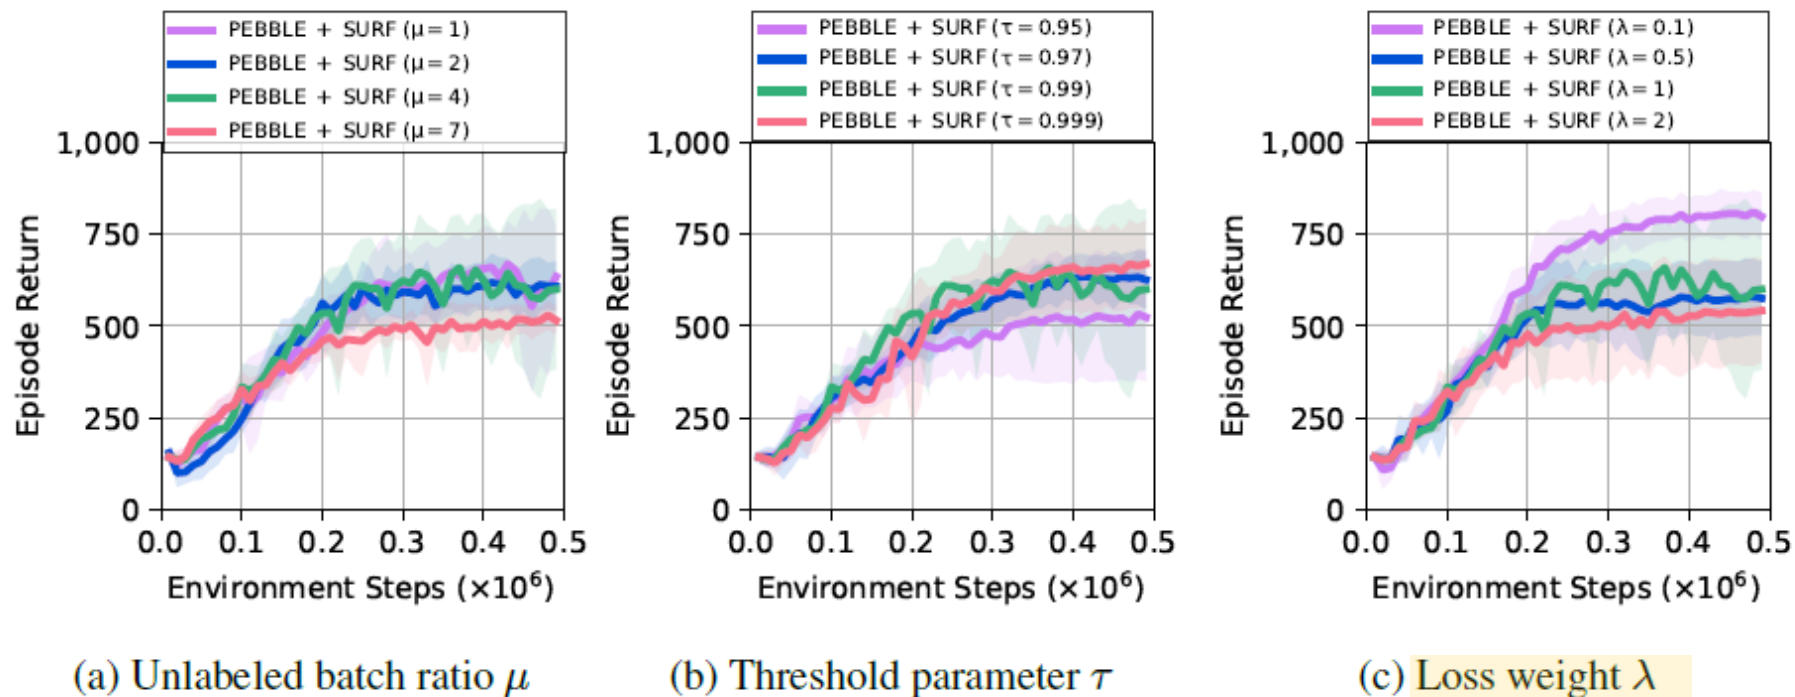 PEBBLE + SURF (μ = 1)
PEBBLE + SURF (μ = 2)
PEBBLE + SURF (μ = 4)
PEBBLE + SURF (μ = 7)
1,000
750
500
250
0
Episode Return
0.0 0.1 0.2 0.3 0.4 0.5
Environment Steps (×10⁶)
(a) Unlabeled batch ratio μ
PEBBLE + SURF (τ = 0.95)
PEBBLE + SURF (τ = 0.97)
PEBBLE + SURF (τ = 0.99)
PEBBLE + SURF (τ = 0.999)
1,000
750
500
250
0
Episode Return
0.0 0.1 0.2 0.3 0.4 0.5
Environment Steps (×10⁶)
(b) Threshold parameter τ
PEBBLE + SURF (λ = 0.1)
PEBBLE + SURF (λ = 0.5)
PEBBLE + SURF (λ = 1)
PEBBLE + SURF (λ = 2)
1,000
750
500
250
0
Episode Return
0.0 0.1 0.2 0.3 0.4 0.5
Environment Steps (×10⁶)
(c) Loss weight λ